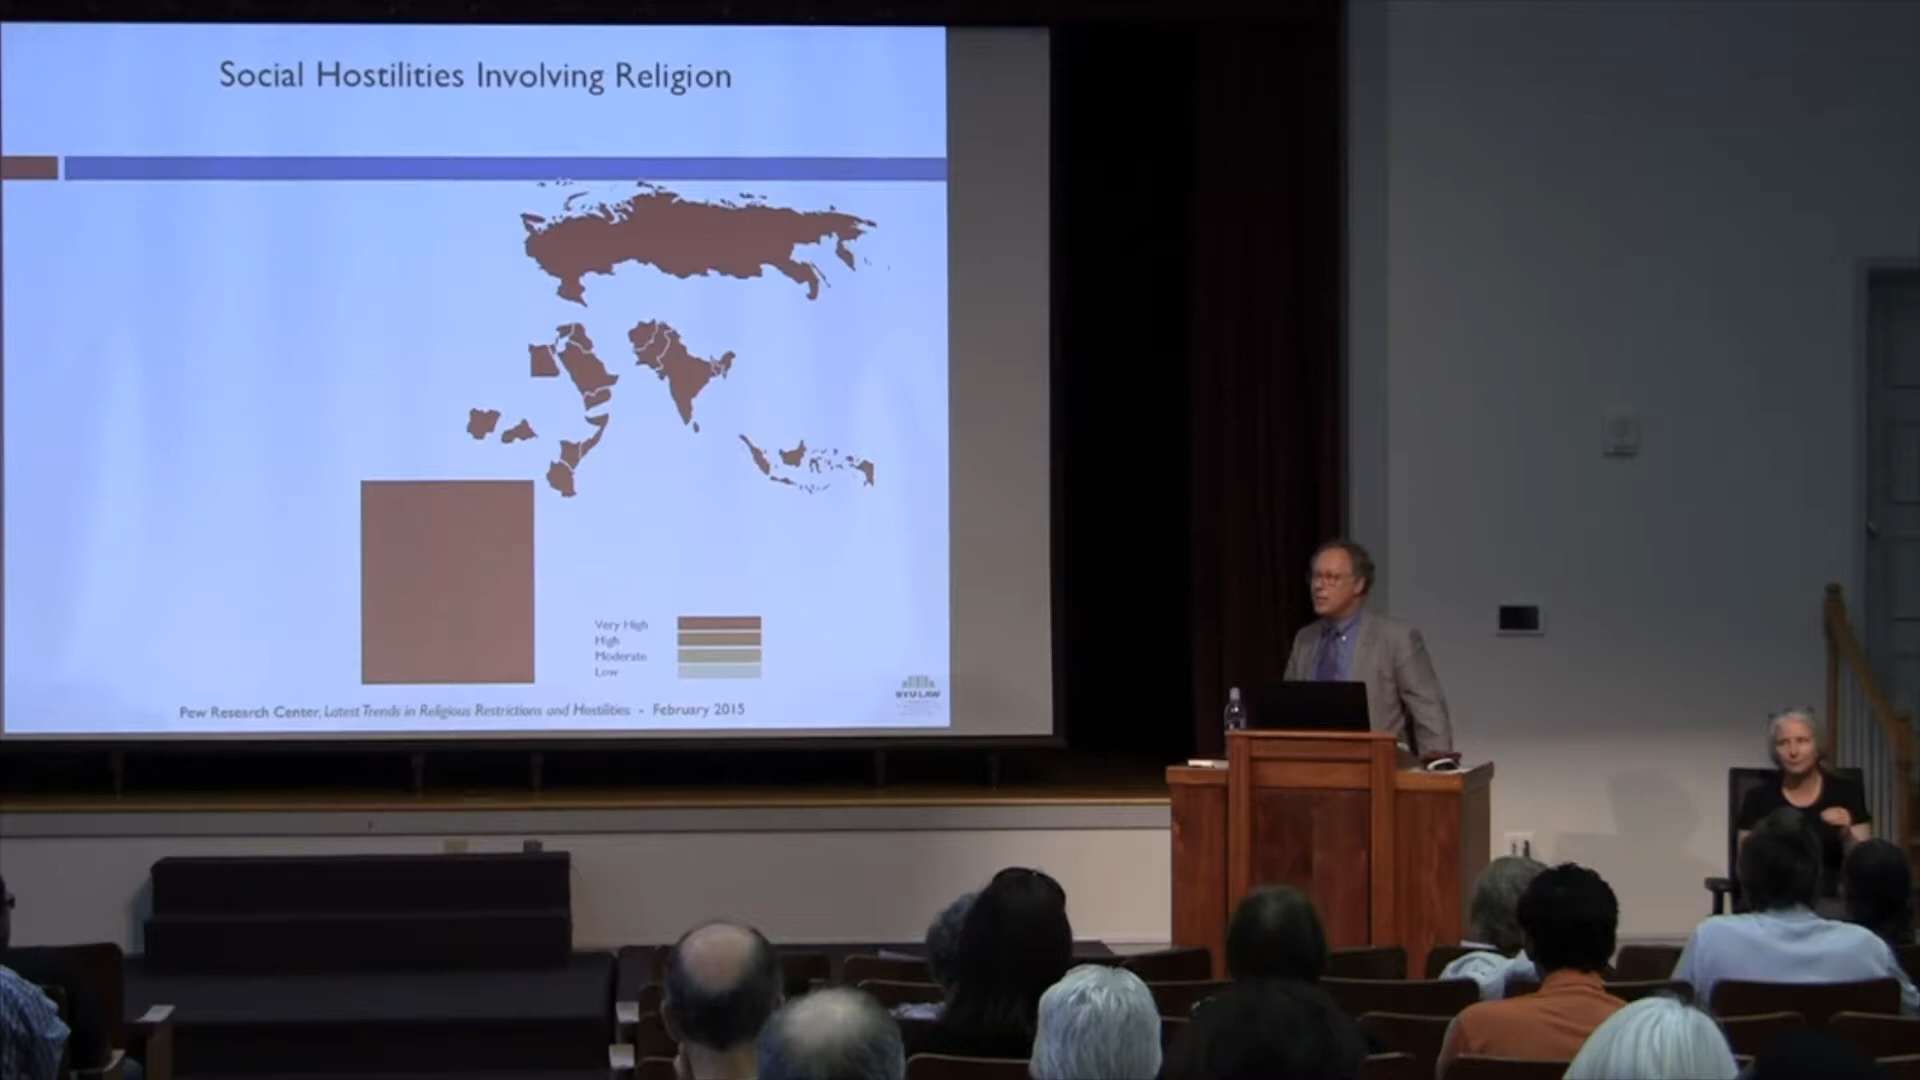 Social Hostilities Involving Religion
Very High
High
Moderate
Low
Pew Research Center, Latest Trends in Religious Restrictions and Hostilities - February 2015
BYU LAW